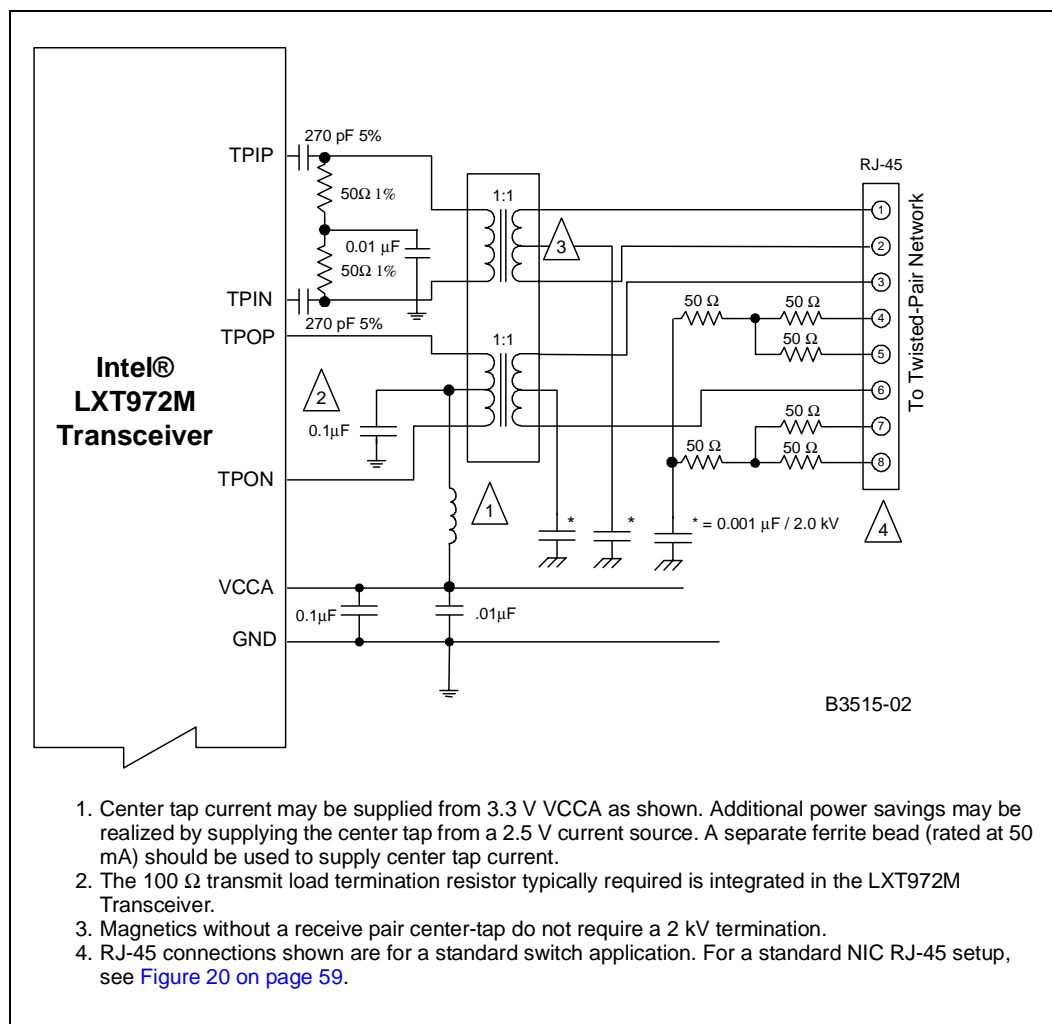 270 pF 5%
TPIP
RJ-45
50Ω 1%
1:1
1
0.01 µF
3
2
50Ω 1%
3
TPIN
50 Ω
50 Ω
4
270 pF 5%
TPOP
1:1
50 Ω
5
Intel®
LXT972M
Transceiver
2
6
To Twisted-Pair Network
0.1µF
50 Ω
7
50 Ω
50 Ω
8
TPON
1
4
*
*
* = 0.001 µF / 2.0 kV
VCCA
0.1µF
.01µF
GND
B3515-02
1. Center tap current may be supplied from 3.3 V VCCA as shown. Additional power savings may be
realized by supplying the center tap from a 2.5 V current source. A separate ferrite bead (rated at 50
mA) should be used to supply center tap current.
2. The 100 Ω transmit load termination resistor typically required is integrated in the LXT972M
Transceiver.
3. Magnetics without a receive pair center-tap do not require a 2 kV termination.
4. RJ-45 connections shown are for a standard switch application. For a standard NIC RJ-45 setup,
see Figure 20 on page 59.